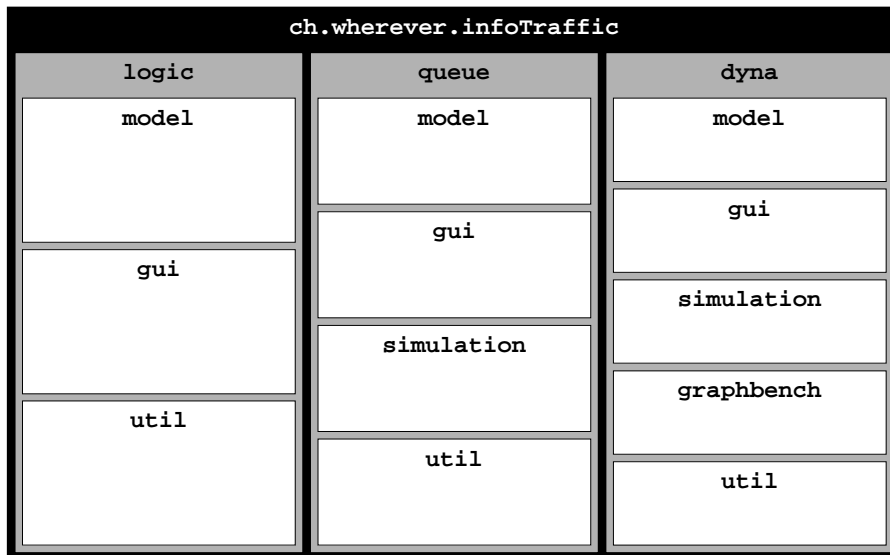 ch.wherever.infoTraffic
logic
model
gui
util
queue
model
gui
simulation
util
dyna
model
gui
simulation
graphbench
util